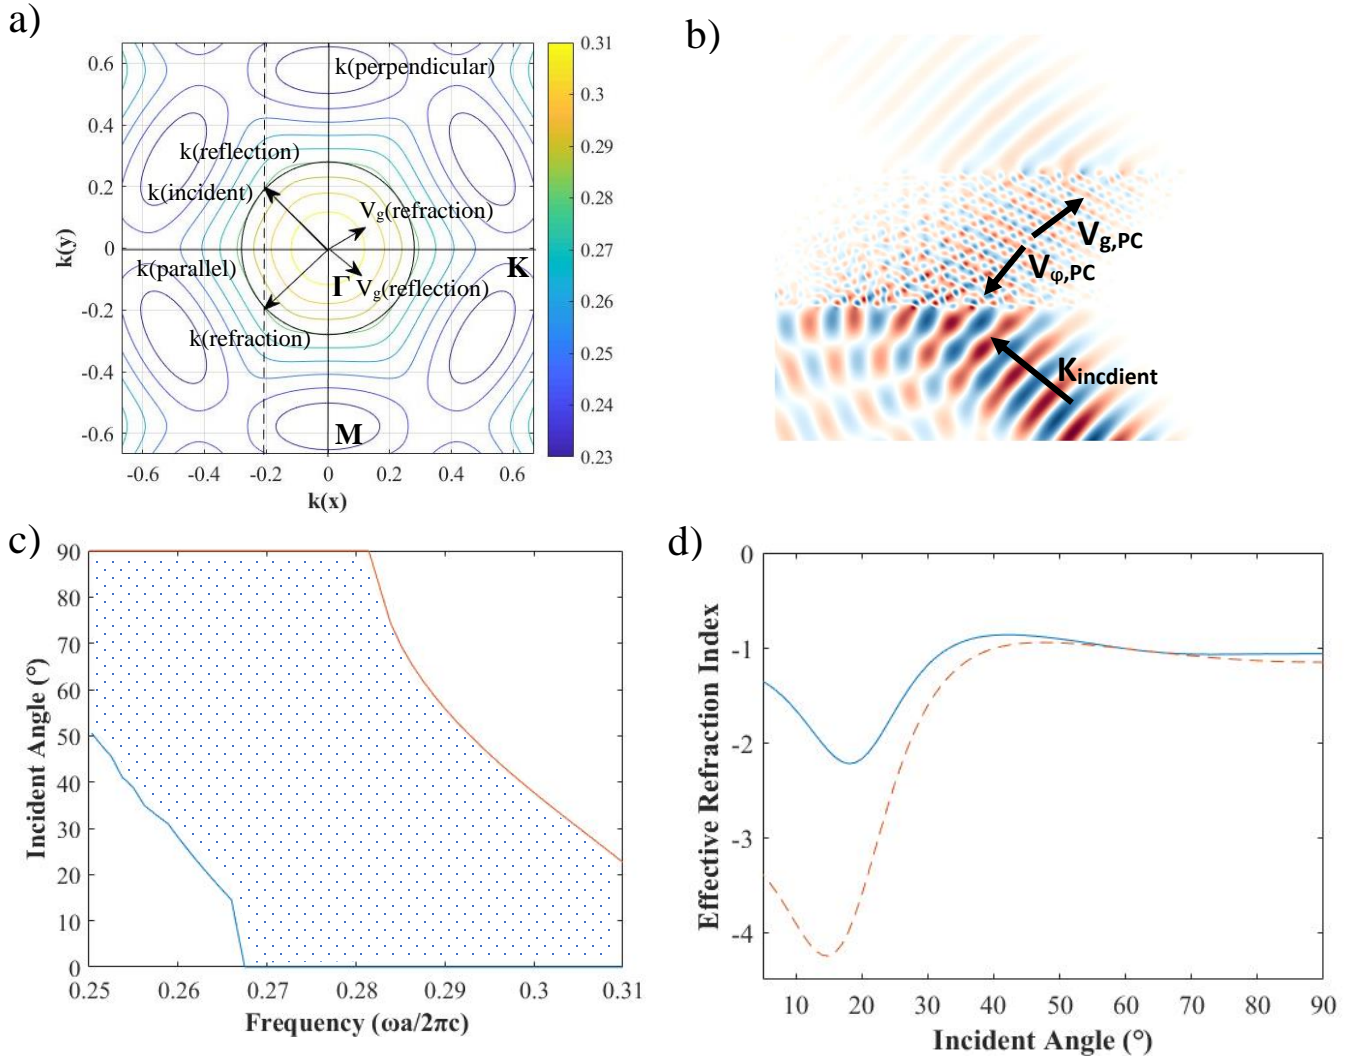 a)
0.6
0.4
0.2
0
-0.2
-0.4
-0.6
k(y)
-0.6
-0.4
-0.2
0
0.2
0.4
0.6
k(x)
k(perpendicular)
k(reflection)
k(incident)
Vg(refraction)
k(parallel)
Γ
K
Vg(reflection)
k(refraction)
M
0.31
0.3
0.29
0.28
0.27
0.26
0.25
0.24
0.23
b)
Vg,PC
Vφ,PC
Kincdient
c)
90
80
70
60
50
40
30
20
10
0
Incident Angle (°)
0.25
0.26
0.27
0.28
0.29
0.3
0.31
Frequency (ωa/2πc)
d)
0
-1
-2
-3
-4
Effective Refraction Index
10
20
30
40
50
60
70
80
90
Incident Angle (°)